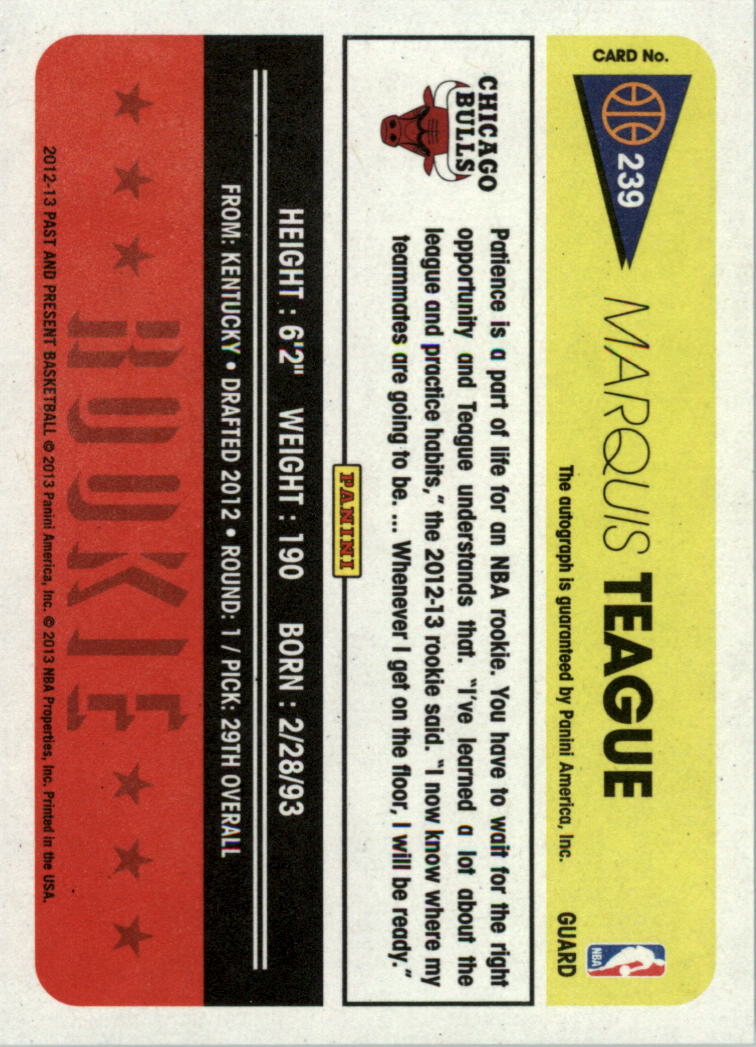 CARD No.
239
MARQUIS TEAGUE
The autograph is guaranteed by Panini America, Inc.
GUARD
NBA
CHICAGO
BULLS
Patience is a part of life for an NBA rookie. You have to wait for the right
opportunity and Teague understands that. "I've learned a lot about the
league and practice habits," the 2012-13 rookie said. "I now know where my
teammates are going to be. ... Whenever I get on the floor, I will be ready."
PANINI
HEIGHT : 6'2" WEIGHT : 190 BORN : 2/28/93
FROM: KENTUCKY • DRAFTED 2012 • ROUND: 1 / PICK: 29TH OVERALL
ROOKIE
2012-13 PAST AND PRESENT BASKETBALL © 2013 Panini America, Inc. © 2013 NBA Properties, Inc. Printed in the USA.